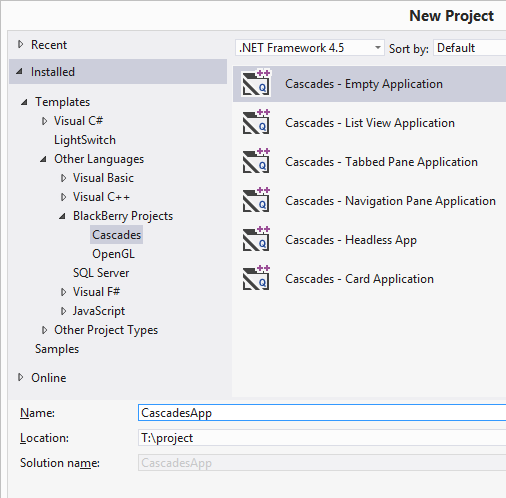 New Project
Recent
Installed
Templates
Visual C#
LightSwitch
Other Languages
Visual Basic
Visual C++
BlackBerry Projects
Cascades
OpenGL
SQL Server
Visual F#
JavaScript
Other Project Types
Samples
Online
.NET Framework 4.5 Sort by: Default
Cascades - Empty Application
Cascades - List View Application
Cascades - Tabbed Pane Application
Cascades - Navigation Pane Application
Cascades - Headless App
Cascades - Card Application
Name: CascadesApp
Location: T:\project
Solution name: CascadesApp